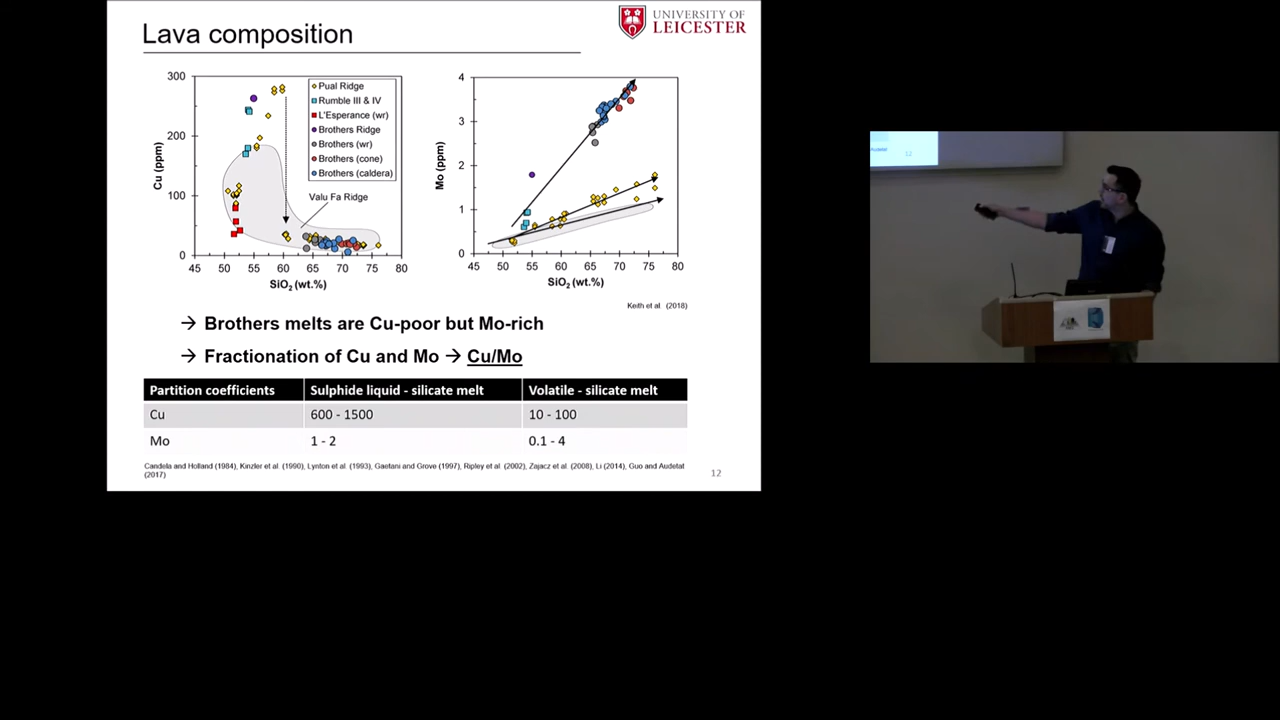 Lava composition
UNIVERSITY OF
LEICESTER
300
200
100
0
Cu (ppm)
45 50 55 60 65 70 75 80
SiO₂ (wt.%)
Pual Ridge
Rumble III & IV
L'Esperance (wr)
Brothers Ridge
Brothers (wr)
Brothers (cone)
Brothers (caldera)
Valu Fa Ridge
4
3
2
1
0
Mo (ppm)
45 50 55 60 65 70 75 80
SiO₂ (wt.%)
Keith et al. (2018)
→ Brothers melts are Cu-poor but Mo-rich
→ Fractionation of Cu and Mo → Cu/Mo
Partition coefficients Sulphide liquid - silicate melt Volatile - silicate melt
Cu 600 - 1500 10 - 100
Mo 1 - 2 0.1 - 4
Candela and Holland (1984), Kinzler et al. (1990), Lynton et al. (1993), Gaetani and Grove (1997), Ripley et al. (2002), Zajacz et al. (2008), Li (2014), Guo and Audetat
(2017)
12
12